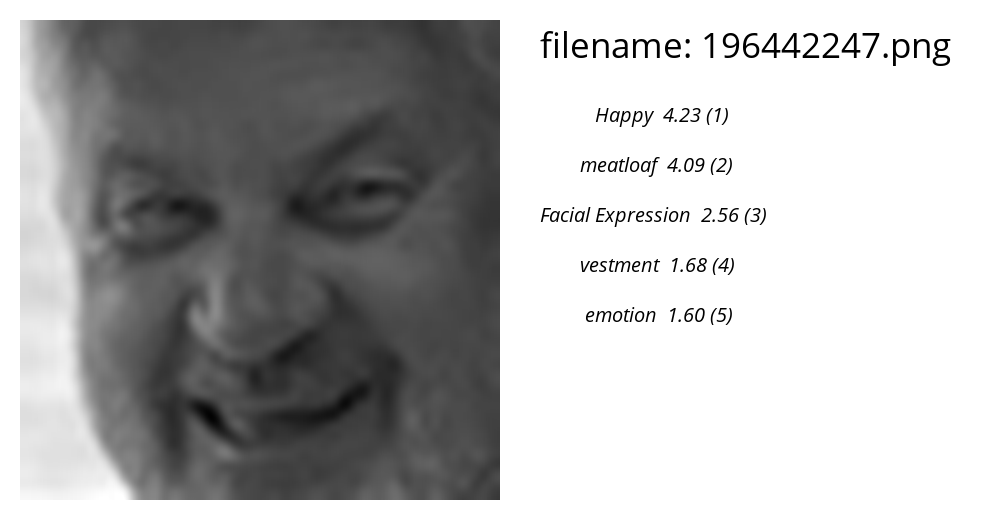 filename: 196442247.png
Happy 4.23 (1)
meatloaf 4.09 (2)
Facial Expression 2.56 (3)
vestment 1.68 (4)
emotion 1.60 (5)